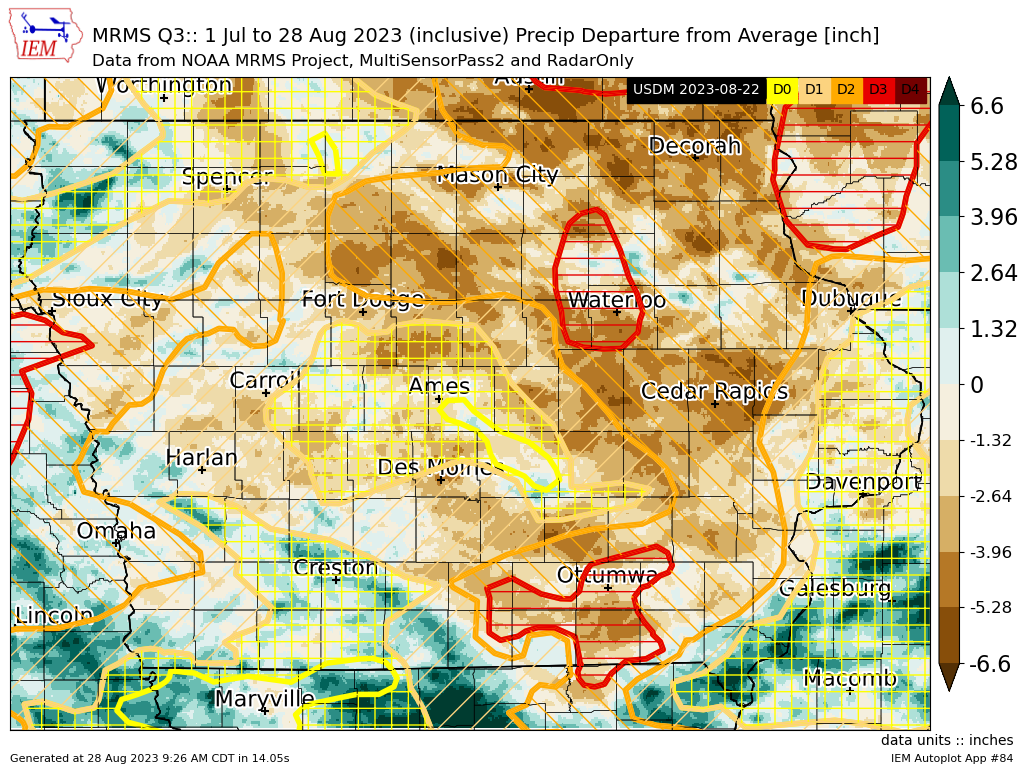 IEM
MRMS Q3:: 1 Jul to 28 Aug 2023 (inclusive) Precip Departure from Average [inch]
Data from NOAA MRMS Project, MultiSensorPass2 and RadarOnly
Worthington
Austin
USDM 2023-08-22 D0 D1 D2 D3 D4
6.6
5.28
3.96
2.64
1.32
0
-1.32
-2.64
-3.96
-5.28
-6.6
Decorah
Spencer
Mason City
Sioux City
Fort Dodge
Waterloo
Dubuque
Carroll
Ames
Cedar Rapids
Harlan
Des Moines
Davenport
Omaha
Creston
Ottumwa
Galesburg
Lincoln
Maryville
Macomb
data units :: inches
Generated at 28 Aug 2023 9:26 AM CDT in 14.05s
IEM Autoplot App #84